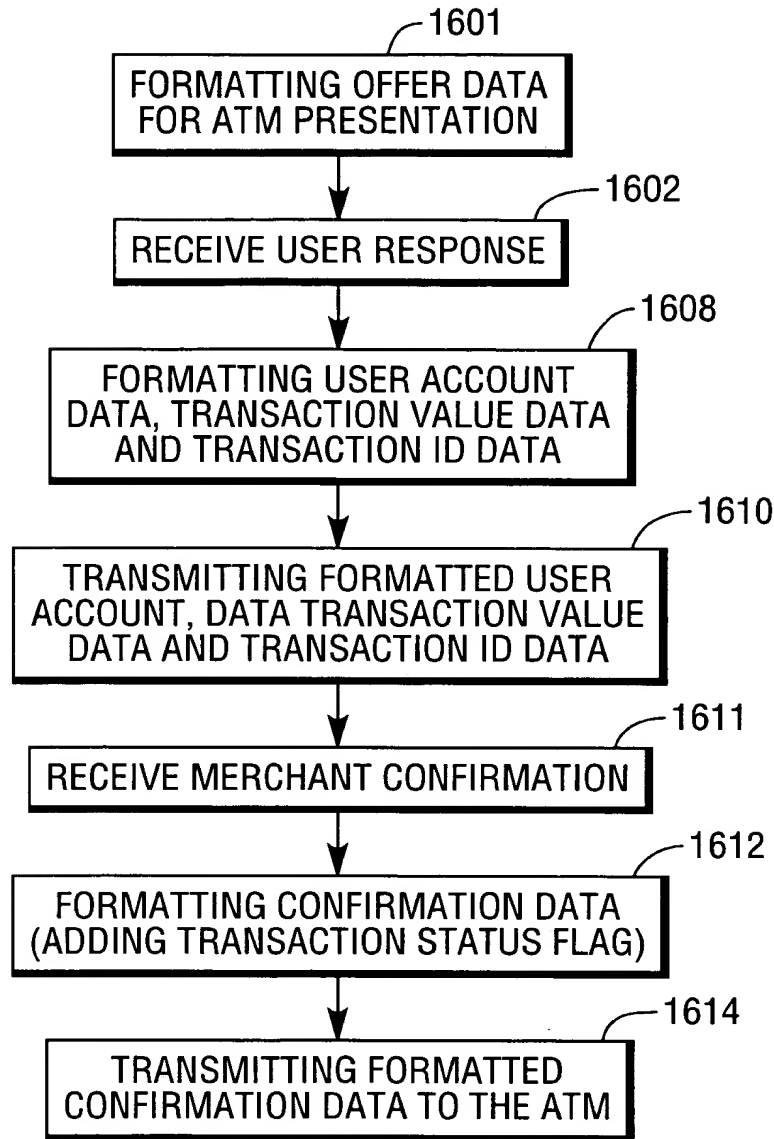 1601
FORMATTING OFFER DATA
FOR ATM PRESENTATION
1602
RECEIVE USER RESPONSE
1608
FORMATTING USER ACCOUNT
DATA, TRANSACTION VALUE DATA
AND TRANSACTION ID DATA
1610
TRANSMITTING FORMATTED USER
ACCOUNT, DATA TRANSACTION VALUE
DATA AND TRANSACTION ID DATA
1611
RECEIVE MERCHANT CONFIRMATION
1612
FORMATTING CONFIRMATION DATA
(ADDING TRANSACTION STATUS FLAG)
1614
TRANSMITTING FORMATTED
CONFIRMATION DATA TO THE ATM